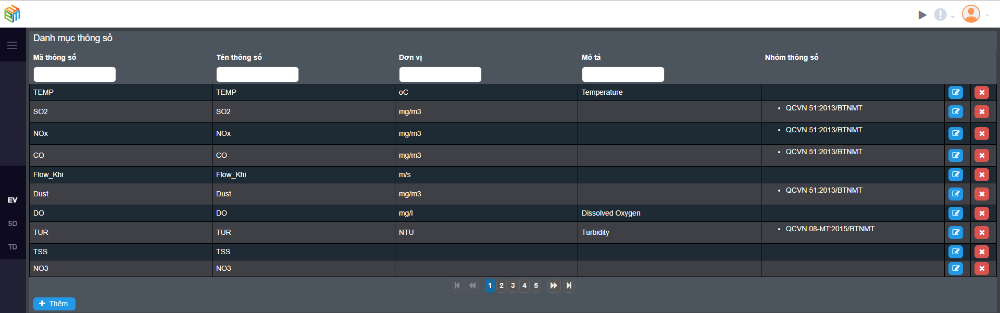 Danh mục thông số
Mã thông số Tên thông số Đơn vị Mô tả Nhóm thông số
TEMP TEMP oC Temperature
SO2 SO2 mg/m3 • QCVN 51:2013/BTNMT
NOx NOx mg/m3 • QCVN 51:2013/BTNMT
CO CO mg/m3 • QCVN 51:2013/BTNMT
Flow_Khi Flow_Khi m/s
Dust Dust mg/m3 • QCVN 51:2013/BTNMT
EV
DO DO mg/l Dissolved Oxygen
SD
TUR TUR NTU Turbidity • QCVN 08-MT:2015/BTNMT
TD
TSS TSS
NO3 NO3
1 2 3 4 5
Thêm